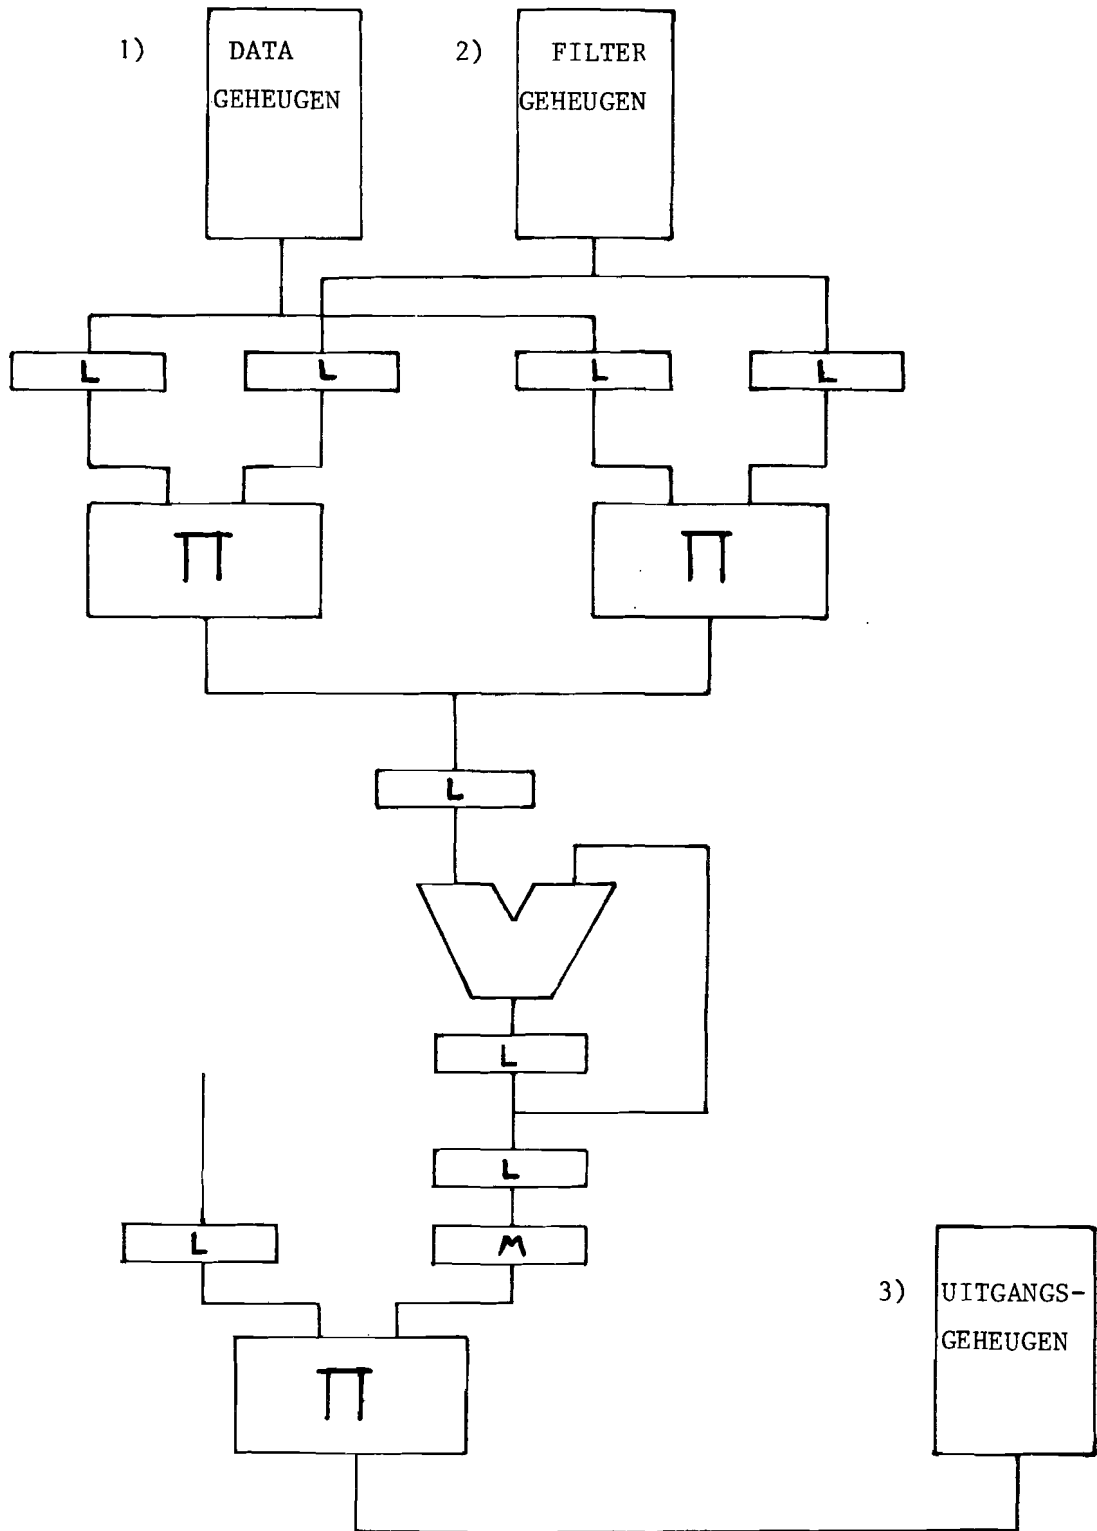 1) DATA
GEHEUGEN
2) FILTER
GEHEUGEN
L
L
L
L
Π
Π
L
L
L
L
M
Π
3) UITGANGS-
GEHEUGEN